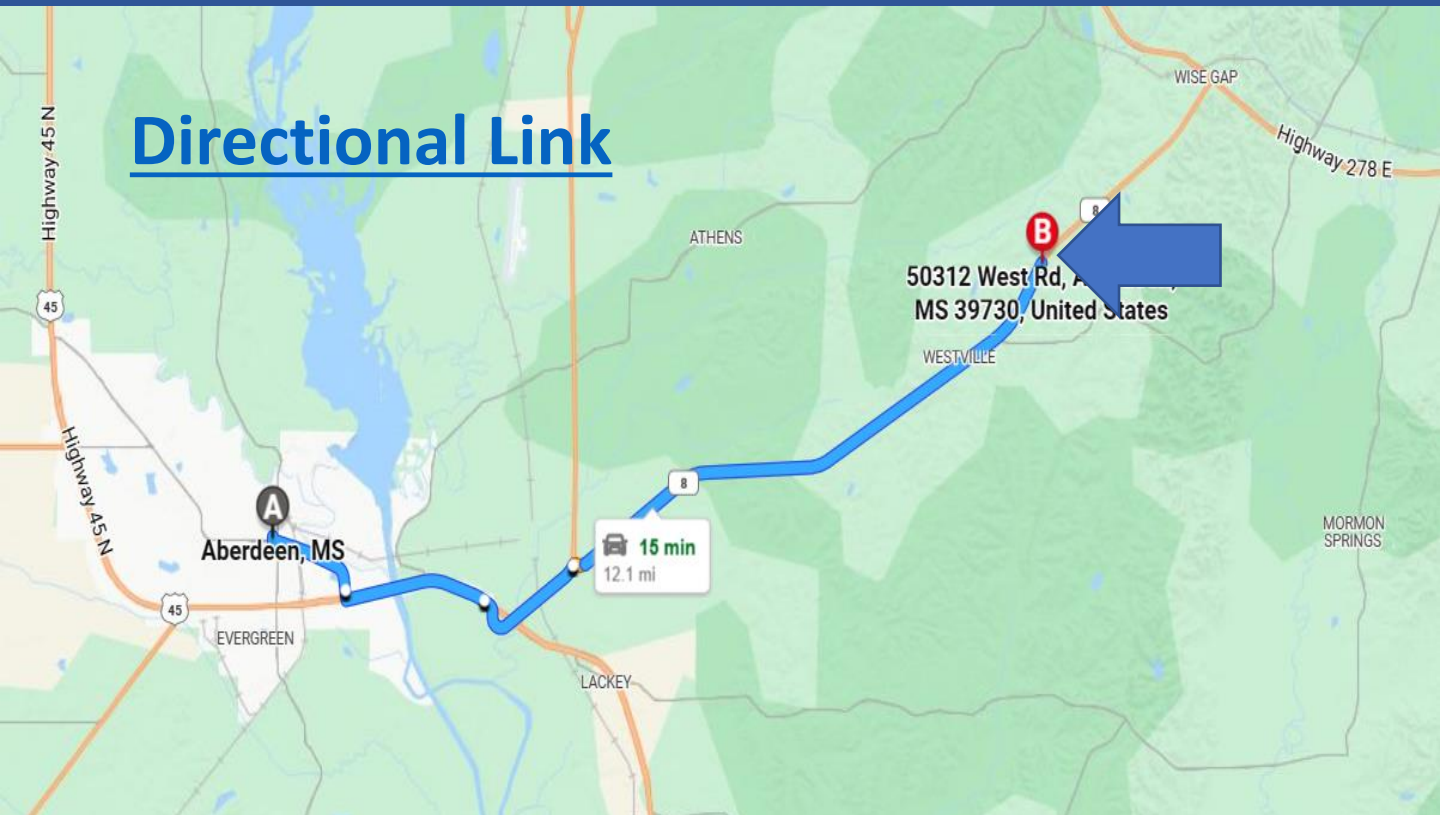 WISE GAP
Highway 45 N
Directional Link
Highway 278 E
8
ATHENS
B
50312 West Rd,
MS 39730, United States
45
WESTVILLE
Highway 45 N
8
A
Aberdeen, MS
15 min
12.1 mi
MORMON
SPRINGS
45
EVERGREEN
LACKEY